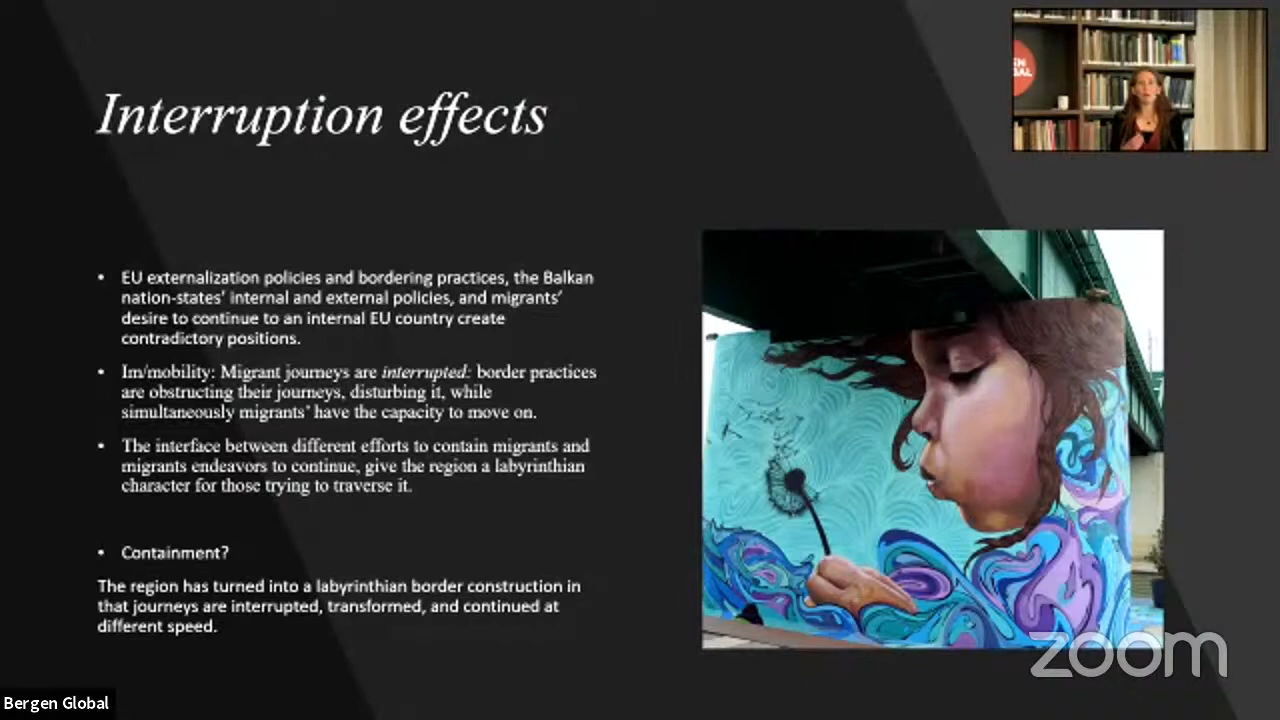 Interruption effects
• EU externalization policies and bordering practices, the Balkan
nation-states' internal and external policies, and migrants'
desire to continue to an internal EU country create
contradictory positions.
• Im/mobility: Migrant journeys are interrupted: border practices
are obstructing their journeys, disturbing it, while
simultaneously migrants' have the capacity to move on.
• The interface between different efforts to contain migrants and
migrants endeavors to continue, give the region a labyrinthian
character for those trying to traverse it.
• Containment?
The region has turned into a labyrinthian border construction in
that journeys are interrupted, transformed, and continued at
different speed.
zoom
Bergen Global